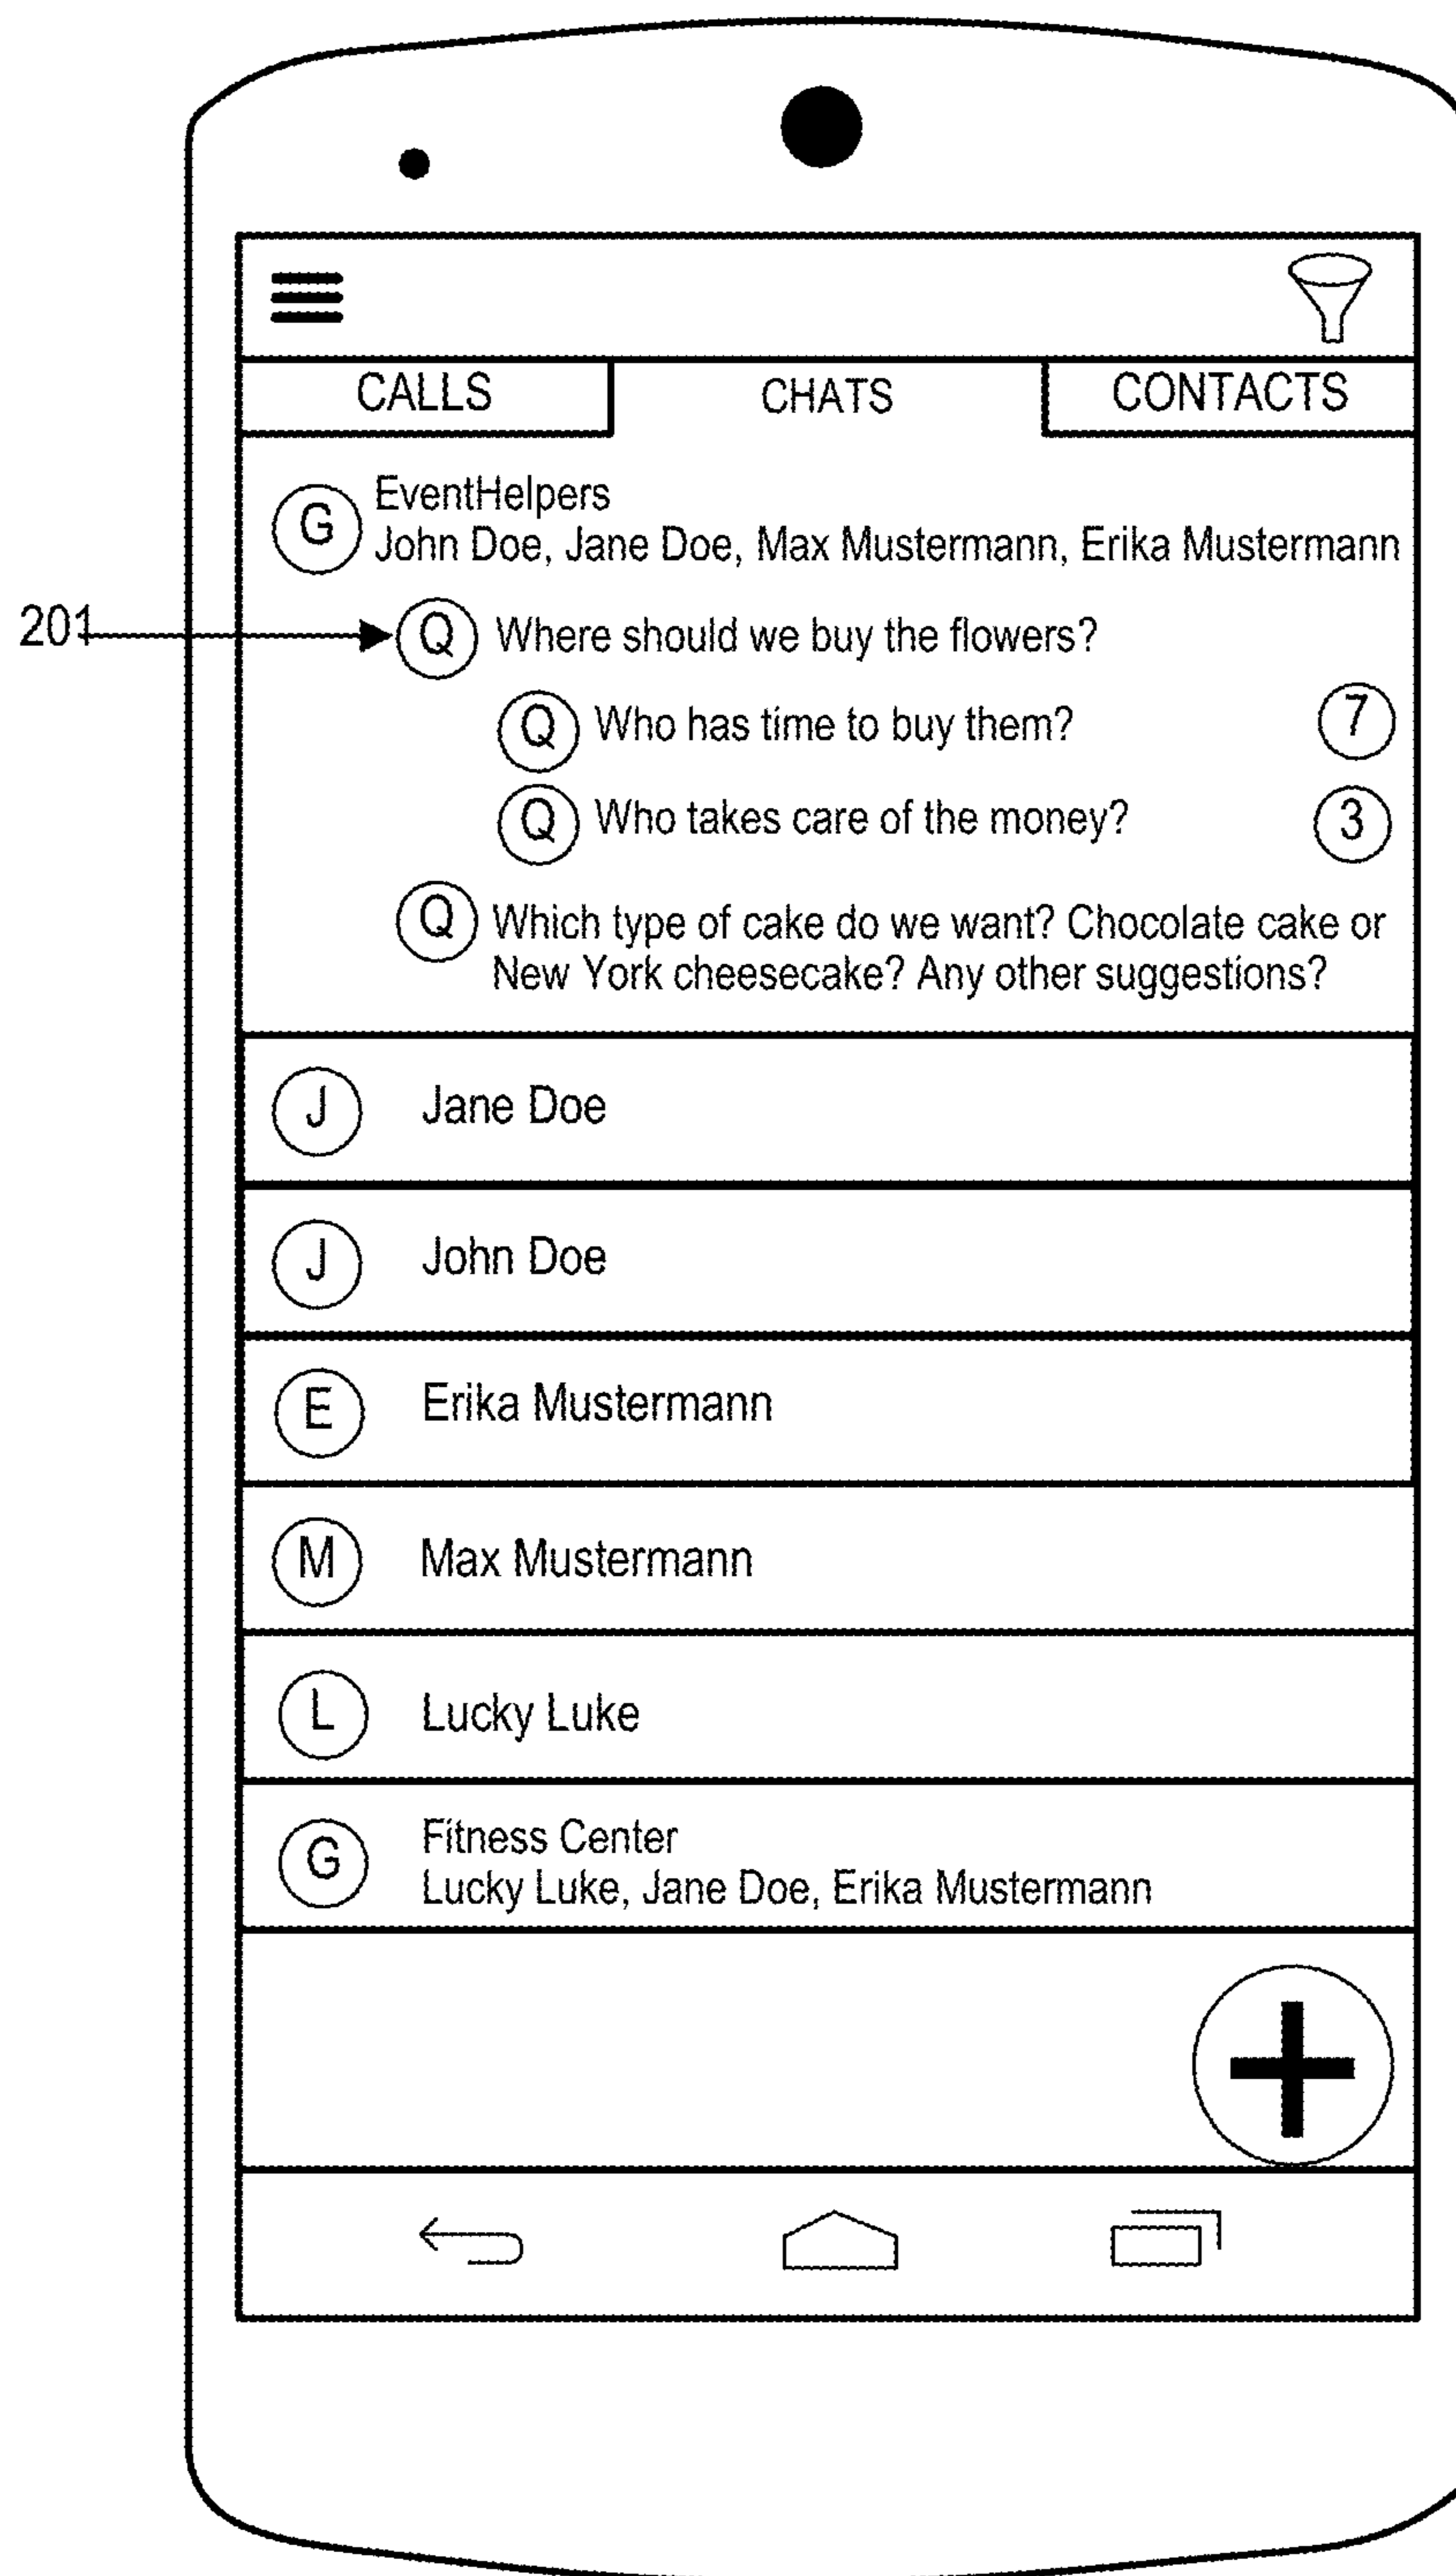 CALLS CHATS CONTACTS
G EventHelpers
John Doe, Jane Doe, Max Mustermann, Erika Mustermann
201 Q Where should we buy the flowers?
Q Who has time to buy them? 7
Q Who takes care of the money? 3
Q Which type of cake do we want? Chocolate cake or
New York cheesecake? Any other suggestions?
J Jane Doe
J John Doe
E Erika Mustermann
M Max Mustermann
L Lucky Luke
G Fitness Center
Lucky Luke, Jane Doe, Erika Mustermann